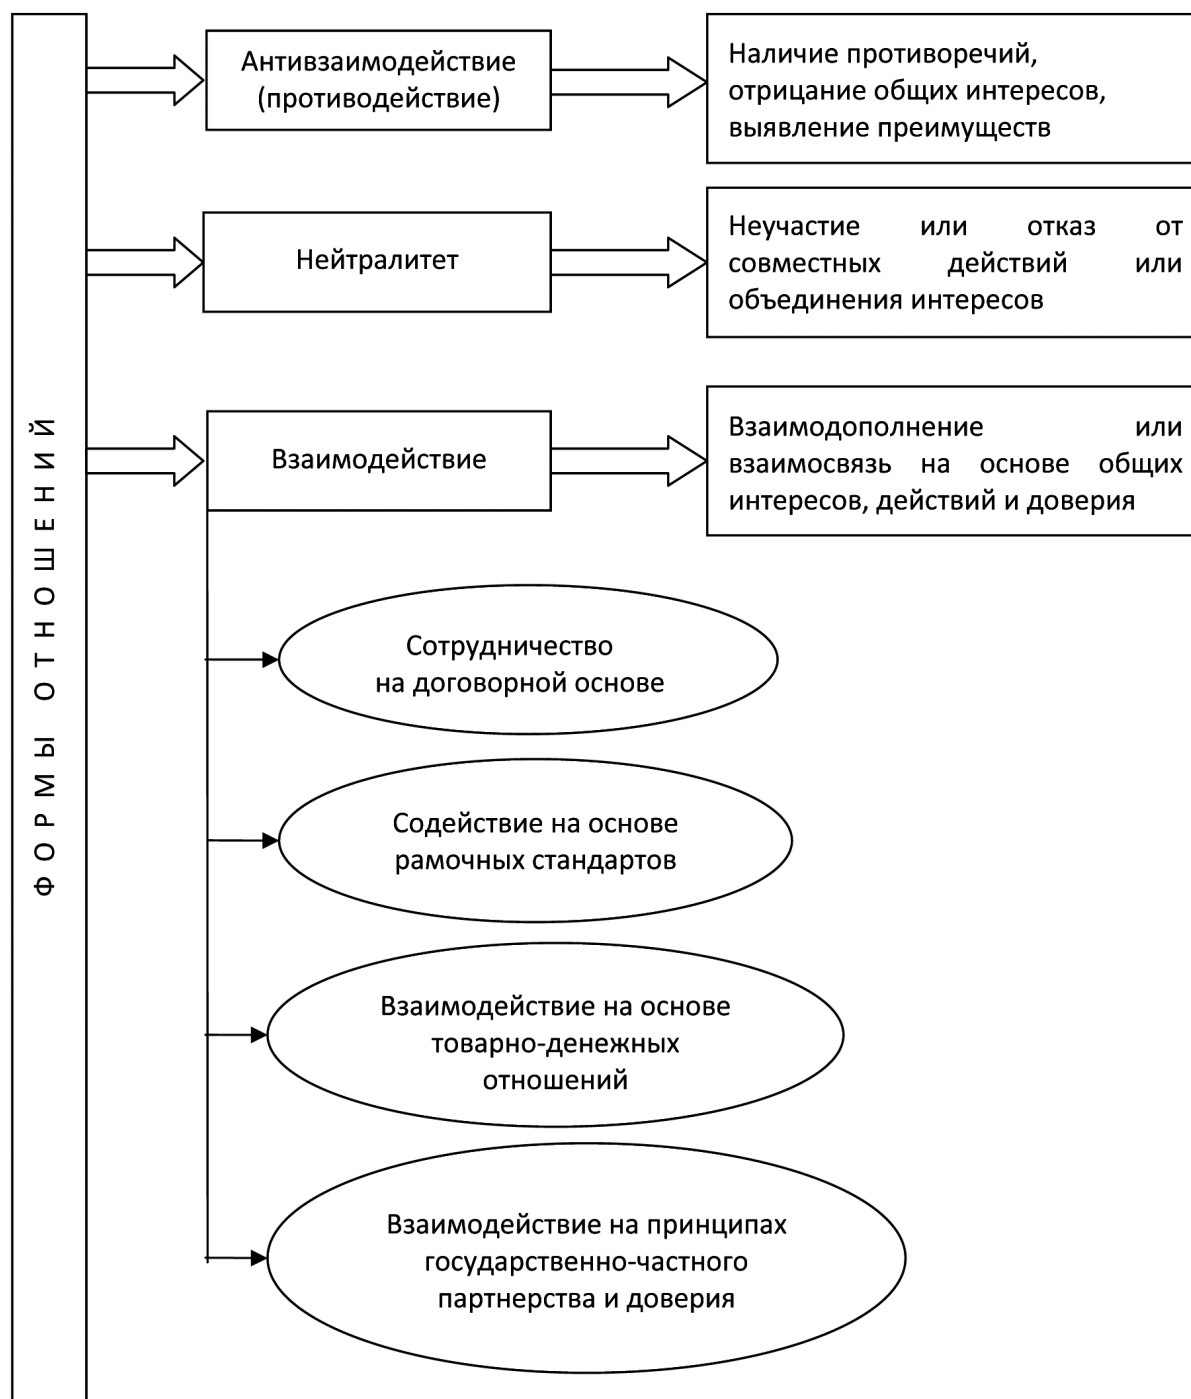 ФОРМЫ ОТНОШЕНИЙ
Антивзаимодействие
(противодействие)
Наличие противоречий,
отрицание общих интересов,
выявление преимуществ
Нейтралитет
Неучастие или отказ от
совместных действий или
объединения интересов
Взаимодействие
Взаимодополнение или
взаимосвязь на основе общих
интересов, действий и доверия
Сотрудничество
на договорной основе
Содействие на основе
рамочных стандартов
Взаимодействие на основе
товарно-денежных
отношений
Взаимодействие на принципах
государственно-частного
партнерства и доверия